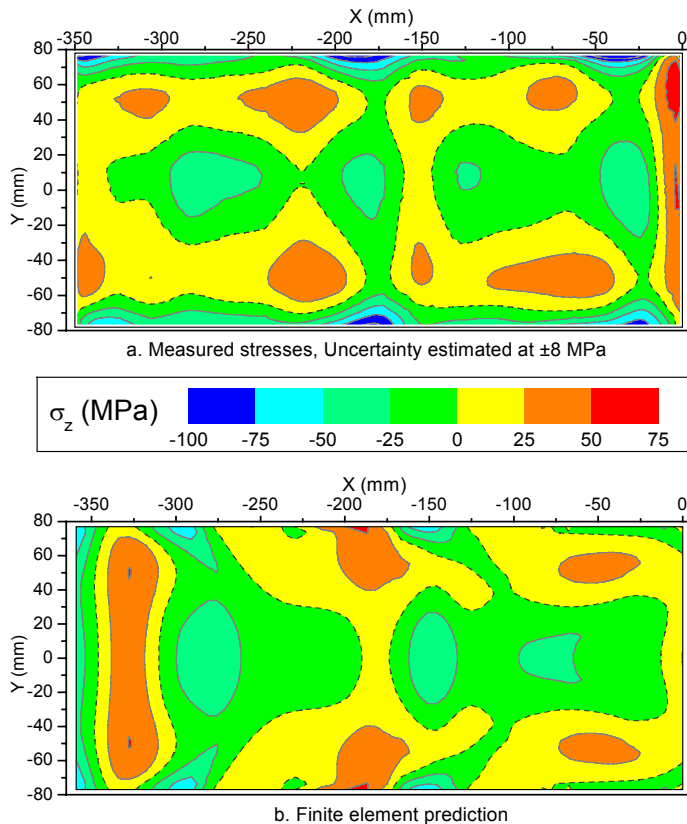 X (mm)
-350 -300 -250 -200 -150 -100 -50 0
80
60
40
20
0
-20
-40
-60
-80
Y (mm)
a. Measured stresses, Uncertainty estimated at ±8 MPa
σz (MPa)
-100 -75 -50 -25 0 25 50 75
X (mm)
-350 -300 -250 -200 -150 -100 -50 0
80
60
40
20
0
-20
-40
-60
-80
Y (mm)
b. Finite element prediction